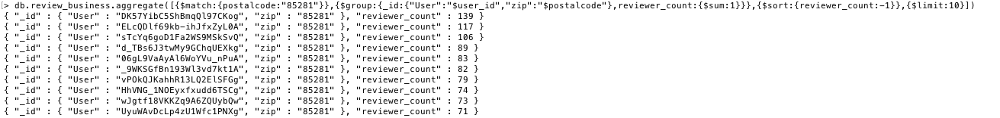 > db.review_business.aggregate([{$match:{postalcode:"85281"}},{$group:{_id:{"User":"$user_id","zip":"$postalcode"},reviewer_count:{$sum:1}}},{$sort:{reviewer_count:-1}},{$limit:10}])
{ "_id" : { "User" : "DK57YibC5ShBmqQl97CKog", "zip" : "85281" }, "reviewer_count" : 139 }
{ "_id" : { "User" : "ELcQDlf69kb-ihJfxZyL0A", "zip" : "85281" }, "reviewer_count" : 117 }
{ "_id" : { "User" : "sTcYq6goD1Fa2WS9MSkSvQ", "zip" : "85281" }, "reviewer_count" : 106 }
{ "_id" : { "User" : "d_TBs6J3twMy9GChqUEXkg", "zip" : "85281" }, "reviewer_count" : 89 }
{ "_id" : { "User" : "06gL9VaAyAl6WoYVu_nPuA", "zip" : "85281" }, "reviewer_count" : 83 }
{ "_id" : { "User" : "_9WKSGfBn193Wl3vd7kt1A", "zip" : "85281" }, "reviewer_count" : 82 }
{ "_id" : { "User" : "vPOkQJKahhR13LQ2ElSFGg", "zip" : "85281" }, "reviewer_count" : 79 }
{ "_id" : { "User" : "HhVNG_1NOEyxfxudd6TSCg", "zip" : "85281" }, "reviewer_count" : 74 }
{ "_id" : { "User" : "wJgtf18VKKZq9A6ZQUybQw", "zip" : "85281" }, "reviewer_count" : 73 }
{ "_id" : { "User" : "UyuWAvDcLp4zU1Wfc1PNXg", "zip" : "85281" }, "reviewer_count" : 71 }